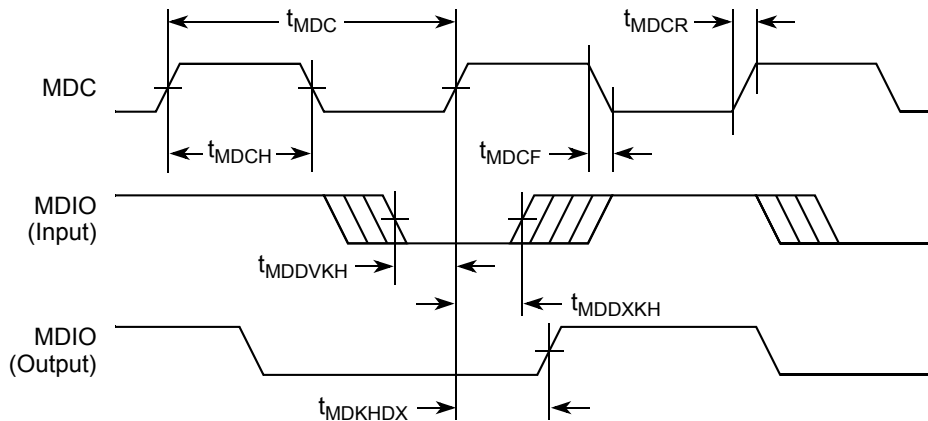 tMDC
tMDCR
MDC
tMDCH
tMDCF
MDIO
(Input)
tMDDVKH
tMDDXKH
MDIO
(Output)
tMDKHDX